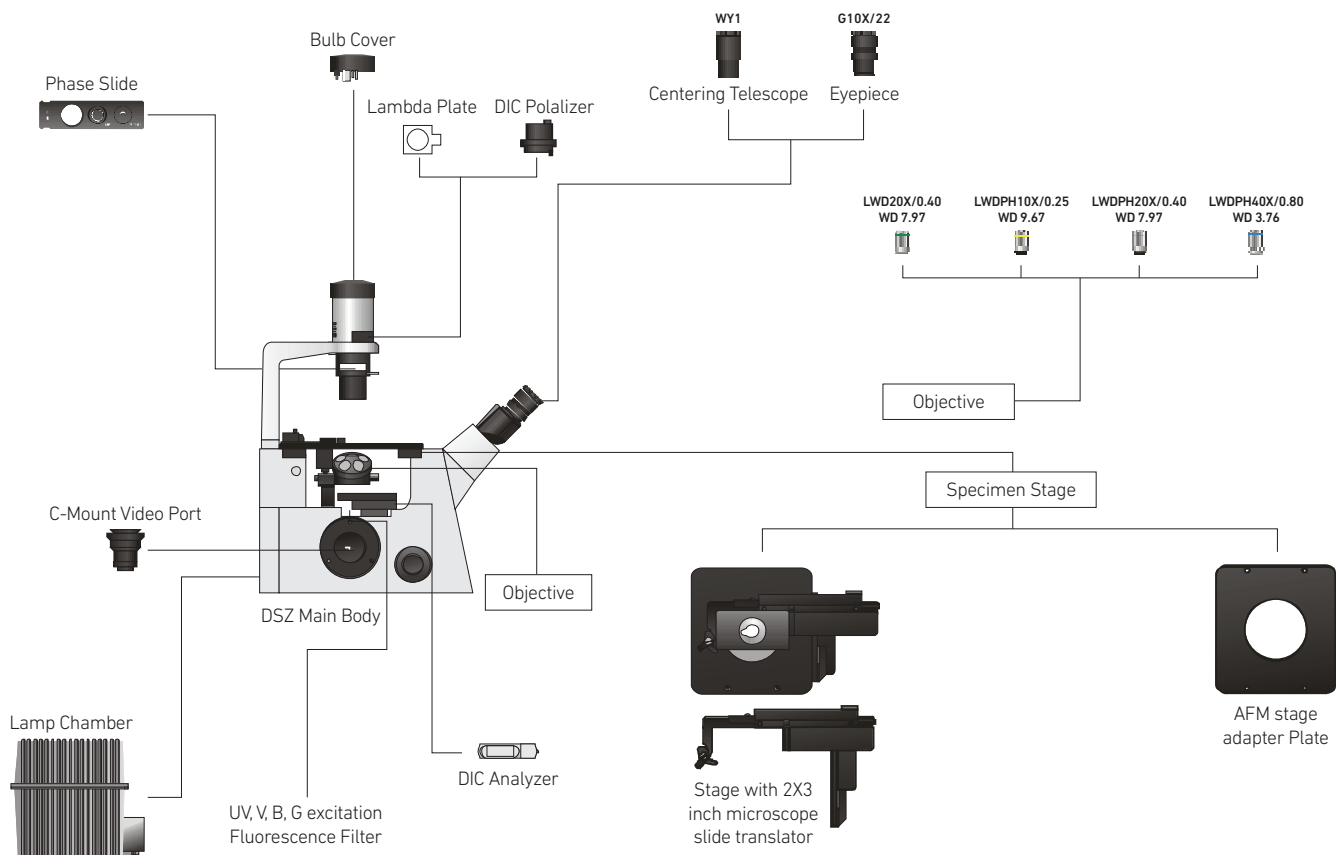 WY1
G10X/22
Bulb Cover
Phase Slide
Centering Telescope
Eyepiece
Lambda Plate
DIC Polalizer
LWD20X/0.40
WD 7.97
LWDPH10X/0.25
WD 9.67
LWDPH20X/0.40
WD 7.97
LWDPH40X/0.80
WD 3.76
Objective
Specimen Stage
C-Mount Video Port
Objective
DSZ Main Body
Lamp Chamber
AFM stage
adapter Plate
DIC Analyzer
Stage with 2X3
inch microscope
slide translator
UV, V, B, G excitation
Fluorescence Filter